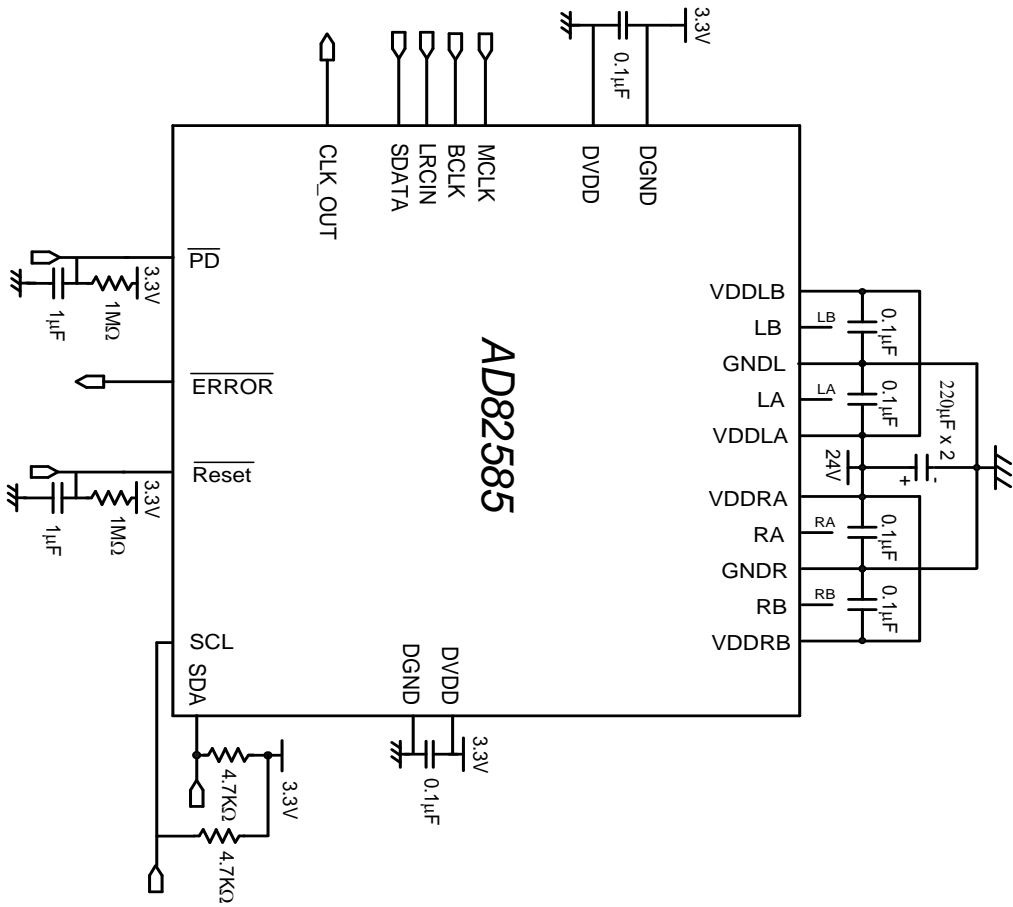 3.3V
0.1μF
CLK_OUT
SDATA
LRCIN
BCLK
MCLK
DVDD
DGND
PD
3.3V
1MΩ
1μF
ERROR
Reset
3.3V
1MΩ
1μF
SCL
SDA
AD82585
VDDLB
LB
LB
GNDL
LA
LA
VDDLA
VDDRA
RA
RA
GNDR
RB
RB
VDDRB
0.1μF
0.1μF
220μF x 2
24V
+
-
0.1μF
0.1μF
DGND
DVDD
3.3V
0.1μF
3.3V
4.7KΩ
4.7KΩ